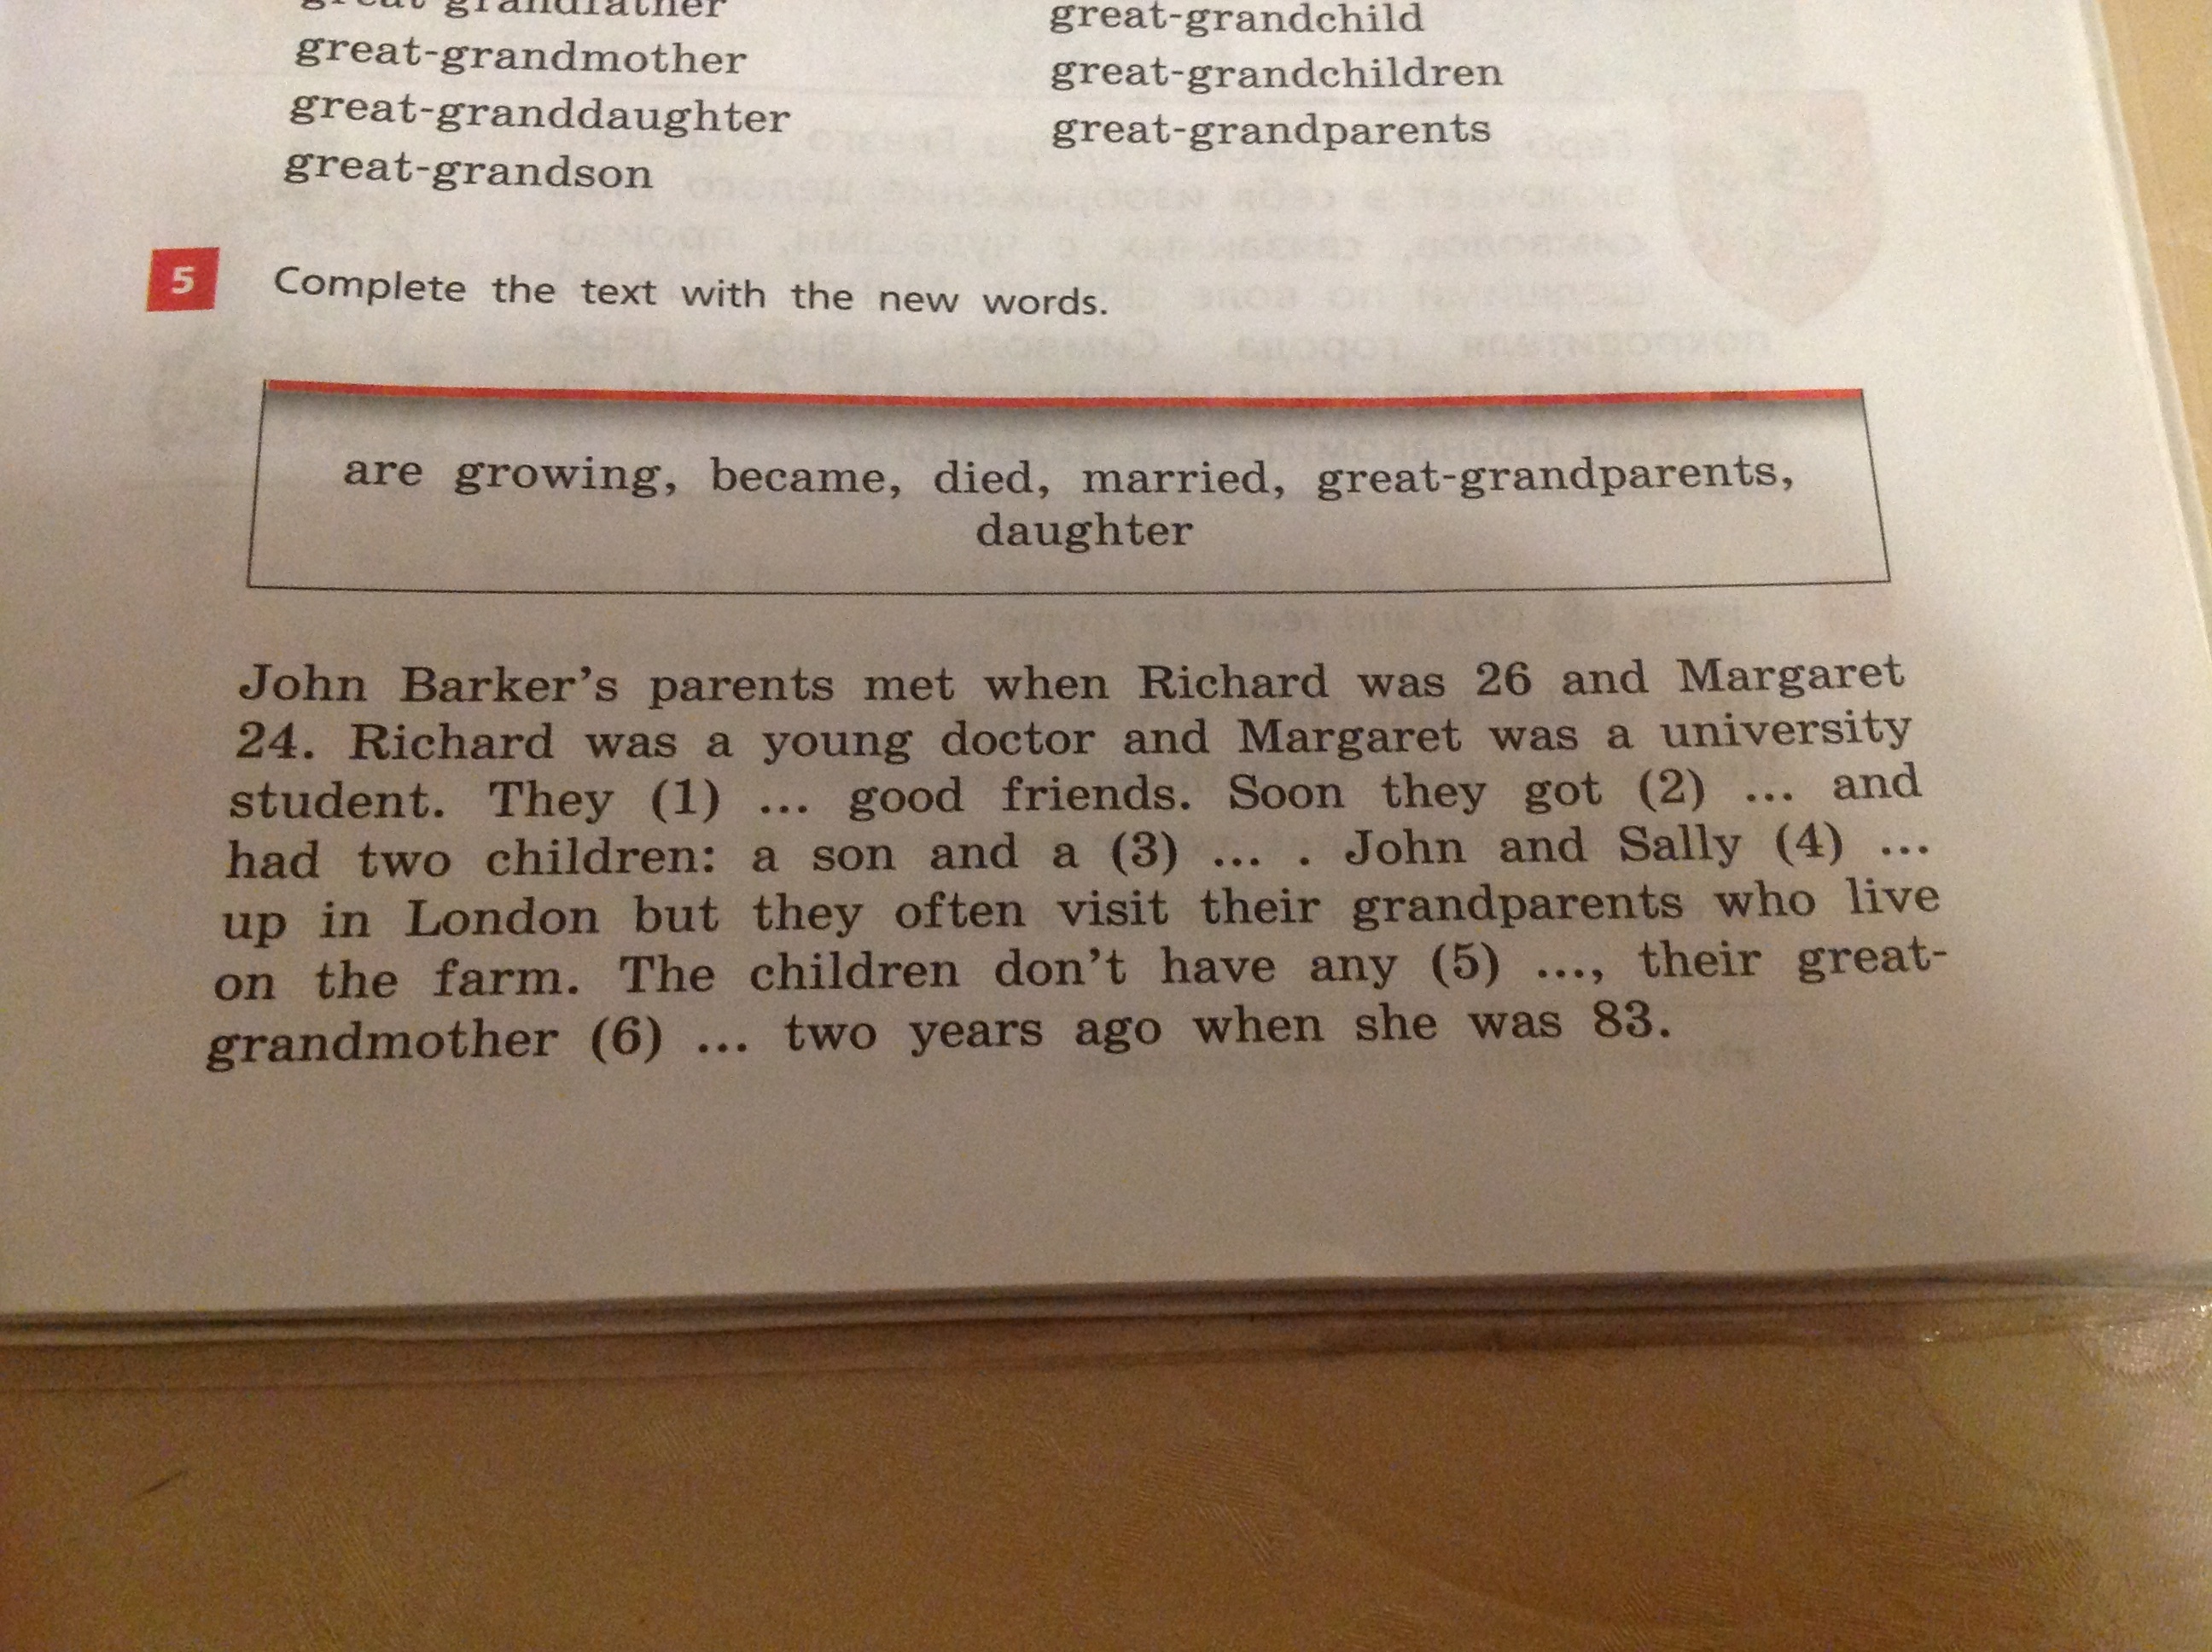 great-grandfather
great-grandmother
great-granddaughter
great-grandson
great-grandchild
great-grandchildren
great-grandparents
5 Complete the text with the new words.
are growing, became, died, married, great-grandparents,
daughter
John Barker's parents met when Richard was 26 and Margaret
24. Richard was a young doctor and Margaret was a university
student. They (1) ... good friends. Soon they got (2) ... and
had two children: a son and a (3) ... . John and Sally (4) ...
up in London but they often visit their grandparents who live
on the farm. The children don't have any (5) ..., their great-
grandmother (6) ... two years ago when she was 83.